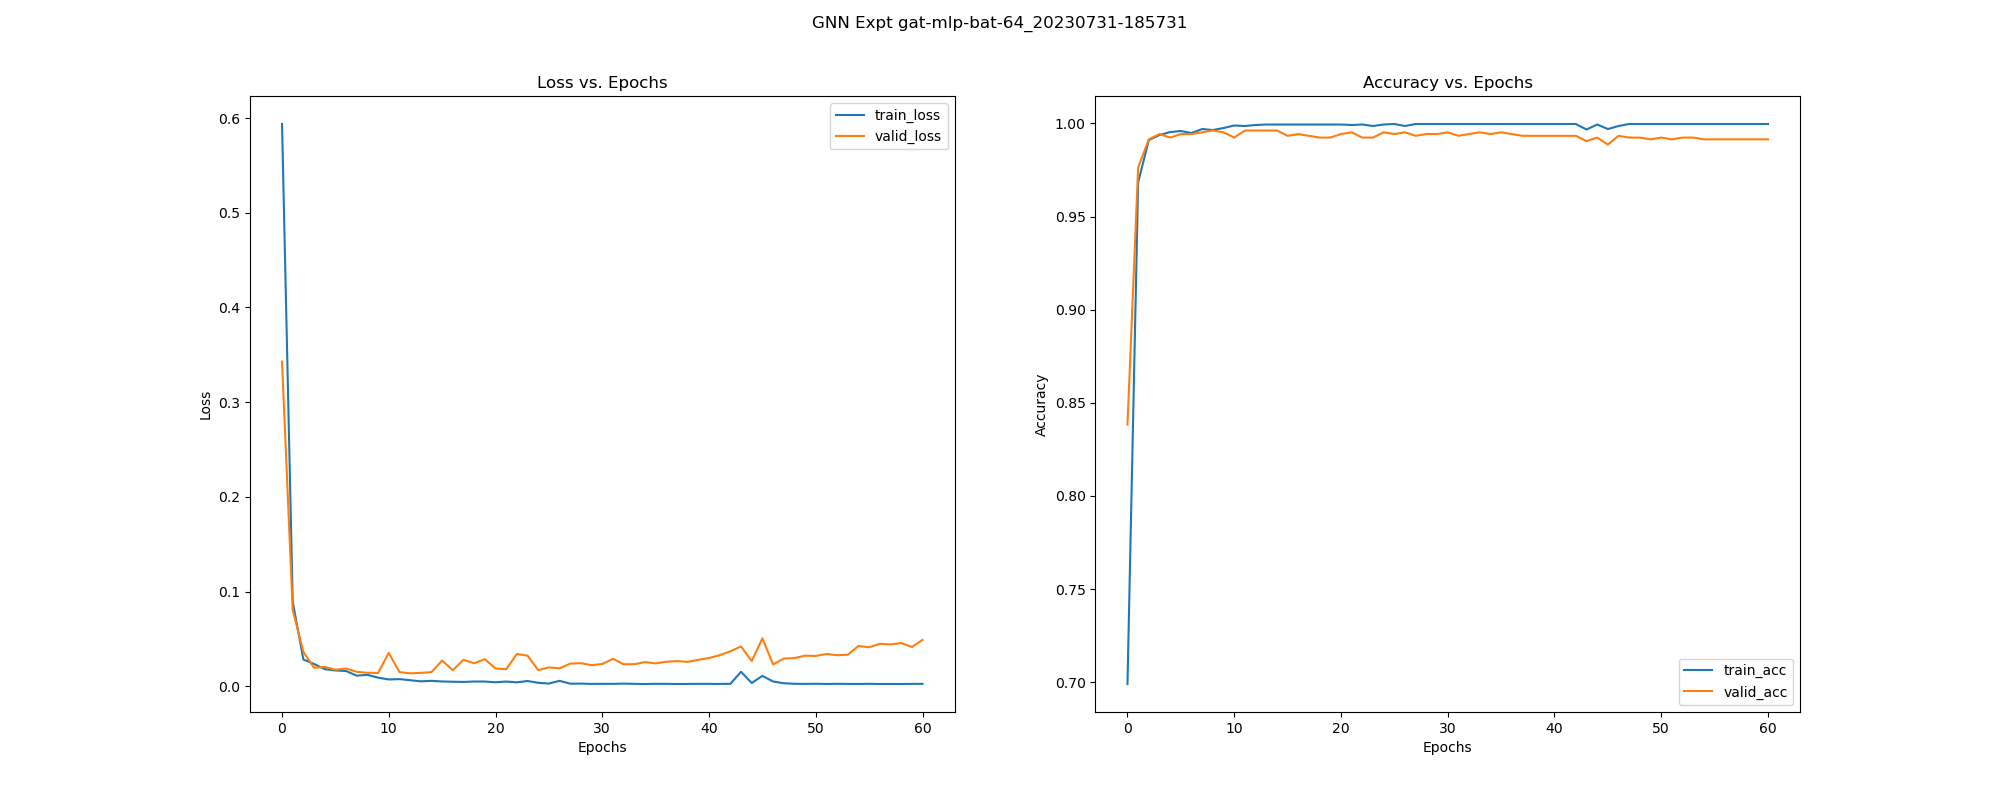 GNN Expt gat-mlp-bat-64_20230731-185731
Loss vs. Epochs
train_loss
valid_loss
0.6
0.5
0.4
0.3
0.2
0.1
0.0
Loss
0 10 20 30 40 50 60
Epochs
Accuracy vs. Epochs
1.00
0.95
0.90
0.85
0.80
0.75
0.70
Accuracy
train_acc
valid_acc
0 10 20 30 40 50 60
Epochs